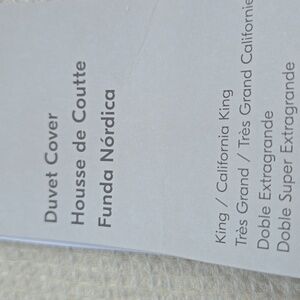 Duvet Cover
Housse de Coutte
Funda Nórdica
King / California King
Très Grand / Très Grand Californie
Doble Extragrande
Doble Super Extragrande